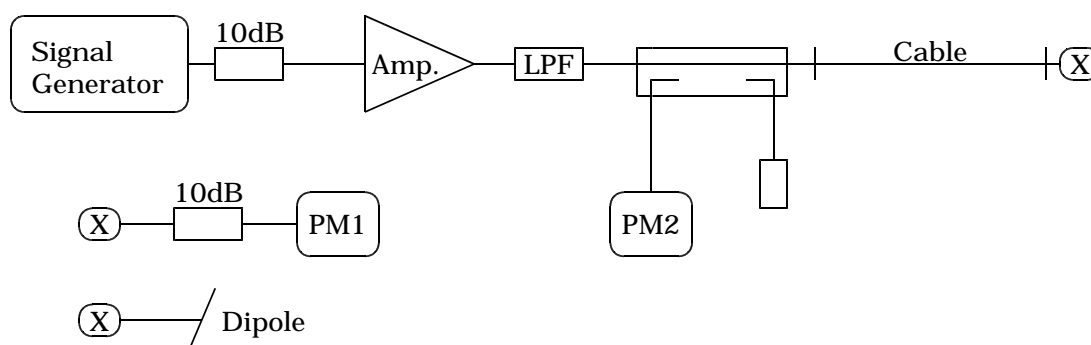 Signal
Generator
10dB
Amp.
LPF
Cable
X
X
10dB
PM1
PM2
X
Dipole